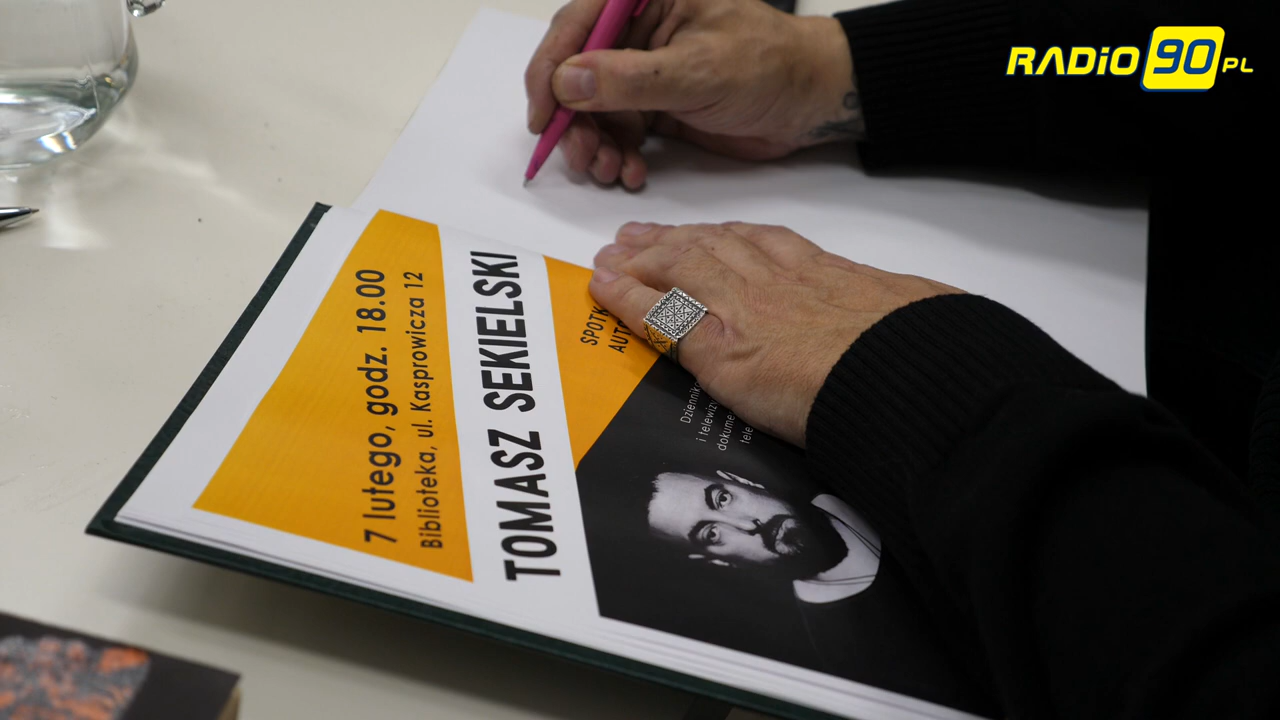 RADiO 90 PL
7 lutego, godz. 18.00
Biblioteka, ul. Kasprowicza 12
TOMASZ SEKIELSKI
i